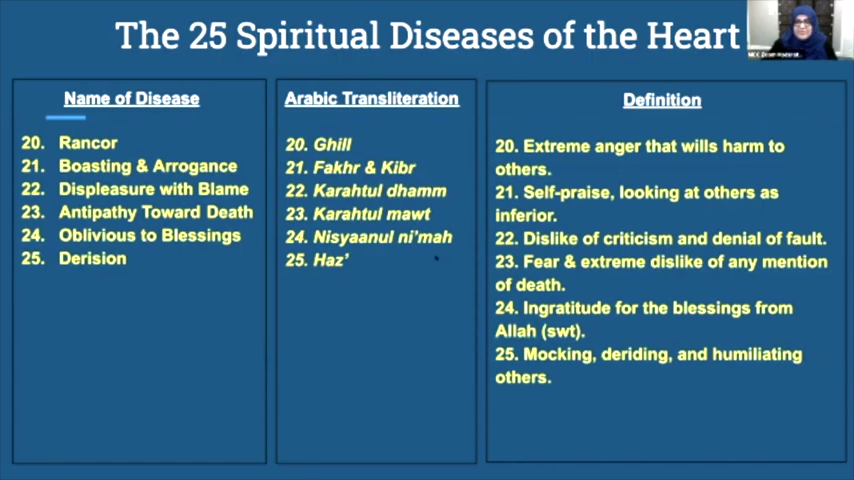 The 25 Spiritual Diseases of the Heart
Name of Disease
20. Rancor
21. Boasting & Arrogance
22. Displeasure with Blame
23. Antipathy Toward Death
24. Oblivious to Blessings
25. Derision
Arabic Transliteration
20. Ghill
21. Fakhr & Kibr
22. Karahtul dhamm
23. Karahtul mawt
24. Nisyaanul ni’mah
25. Haz’
Definition
20. Extreme anger that wills harm to
others.
21. Self-praise, looking at others as
inferior.
22. Dislike of criticism and denial of fault.
23. Fear & extreme dislike of any mention
of death.
24. Ingratitude for the blessings from
Allah (swt).
25. Mocking, deriding, and humiliating
others.